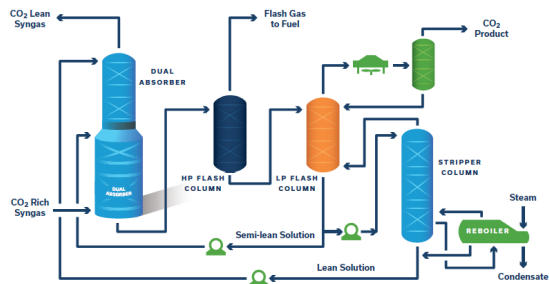 CO₂ Lean
Syngas
Flash Gas
to Fuel
CO₂
Product
DUAL
ABSORBER
DUAL
ABSORBER
HP FLASH
COLUMN
LP FLASH
COLUMN
STRIPPER
COLUMN
CO₂ Rich
Syngas
Steam
Semi-lean Solution
REBOILER
Lean Solution
Condensate